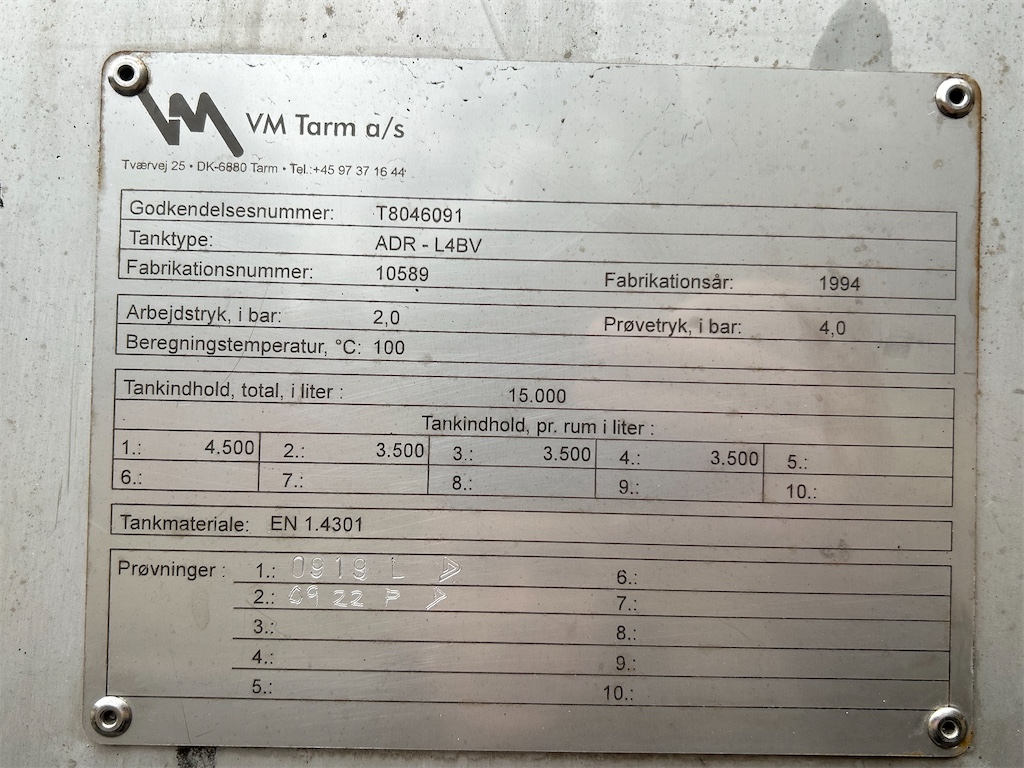 VM VM Tarm a/s
Tværvej 25 • DK-6880 Tarm • Tel.:+45 97 37 16 44
Godkendelsesnummer: T8046091
Tanktype: ADR - L4BV
Fabrikationsnummer: 10589 Fabrikationsår: 1994
Arbejdstryk, i bar: 2,0 Prøvetryk, i bar: 4,0
Beregningstemperatur, °C: 100
Tankindhold, total, i liter : 15.000
Tankindhold, pr. rum i liter :
1.: 4.500 2.: 3.500 3.: 3.500 4.: 3.500 5.:
6.: 7.: 8.: 9.: 10.:
Tankmateriale: EN 1.4301
Prøvninger : 1.: 0919 L 6.:
2.: 09 22 P 7.:
3.: 8.:
4.: 9.:
5.: 10.: